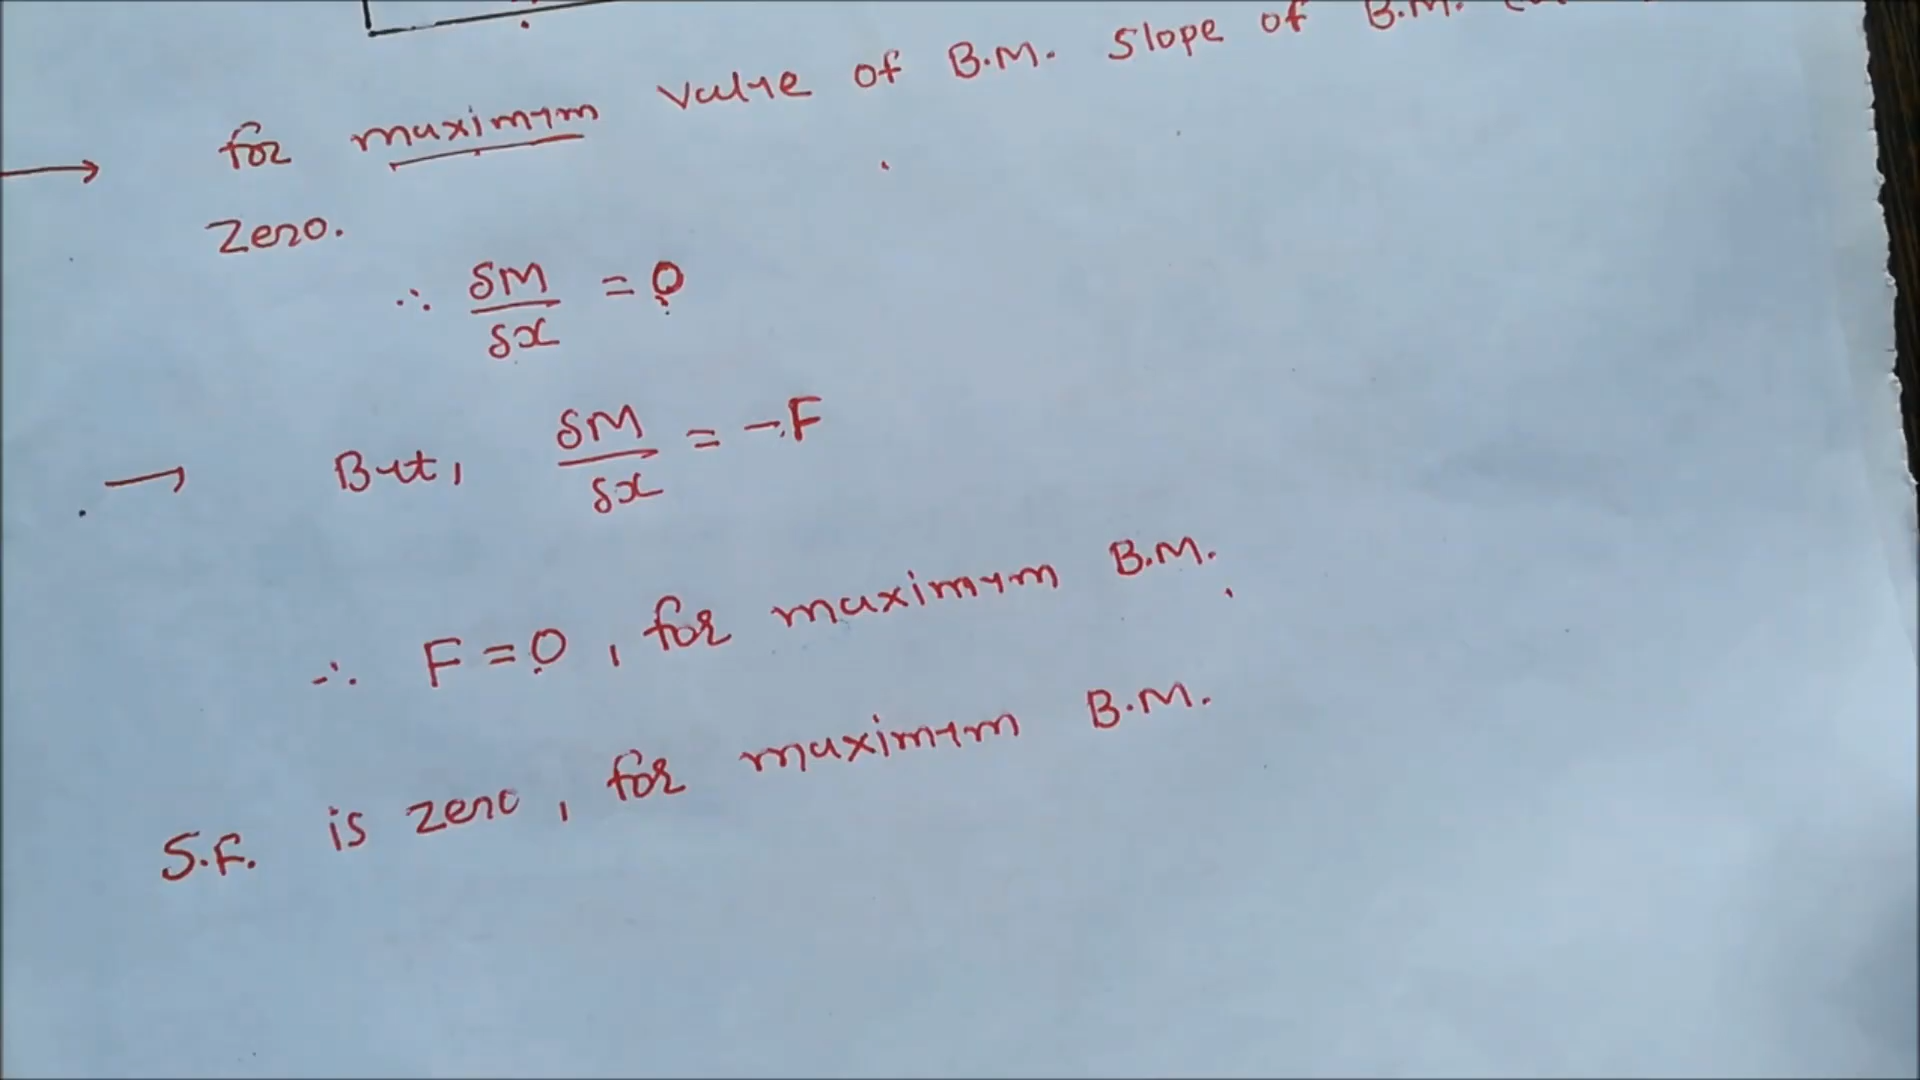 → for maximum value of B.M. slope of B.M.
zero.
∴ δM/δx = 0
→ But, δM/δx = -F
∴ F = 0, for maximum B.M.
S.F. is zero, for maximum B.M.